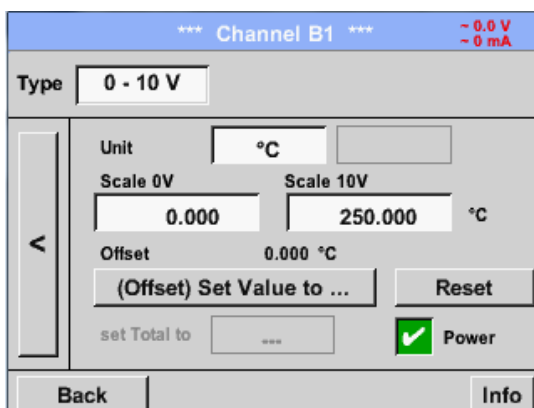 *** Channel B1 ***
~ 0.0 V
~ 0 mA
Type 0 - 10 V
Unit °C
Scale 0V Scale 10V
0.000 250.000 °C
<
Offset 0.000 °C
(Offset) Set Value to ... Reset
set Total to --- Power
Back Info